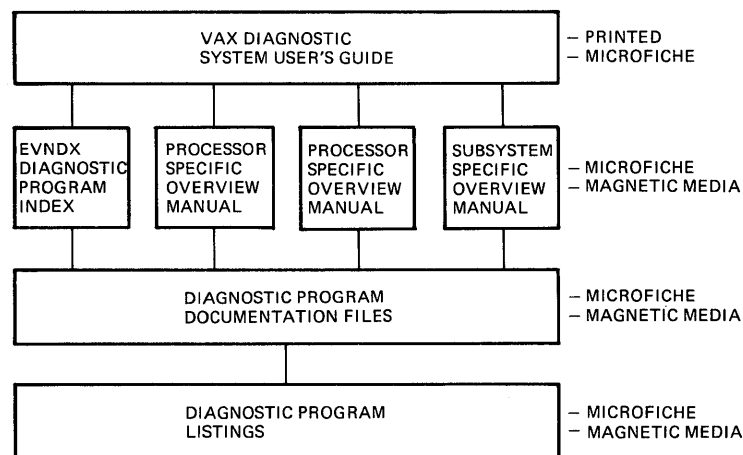 VAX DIAGNOSTIC
SYSTEM USER'S GUIDE
– PRINTED
– MICROFICHE
EVNDX
DIAGNOSTIC
PROGRAM
INDEX
PROCESSOR
SPECIFIC
OVERVIEW
MANUAL
PROCESSOR
SPECIFIC
OVERVIEW
MANUAL
SUBSYSTEM
SPECIFIC
OVERVIEW
MANUAL
– MICROFICHE
– MAGNETIC MEDIA
DIAGNOSTIC PROGRAM
DOCUMENTATION FILES
– MICROFICHE
– MAGNETIC MEDIA
DIAGNOSTIC PROGRAM
LISTINGS
– MICROFICHE
– MAGNETIC MEDIA